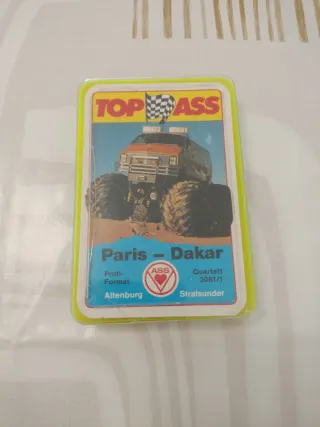 TOP ASS
Paris – Dakar
Profi-
Format
ASS
Quartett
3081/1
Altenburg
Stralsunder